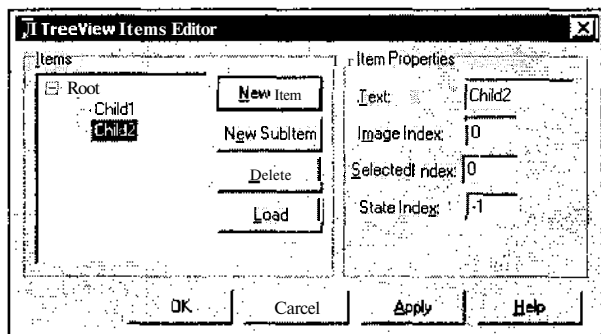 Л TreeView Items Editor
Items
Root
Child1
Child2
New Item
New SubItem
Delete
Load
Item Properties
Text: Child2
Image Index: 0
Selected Index: 0
State Index: -1
OK Carcel Apply Help